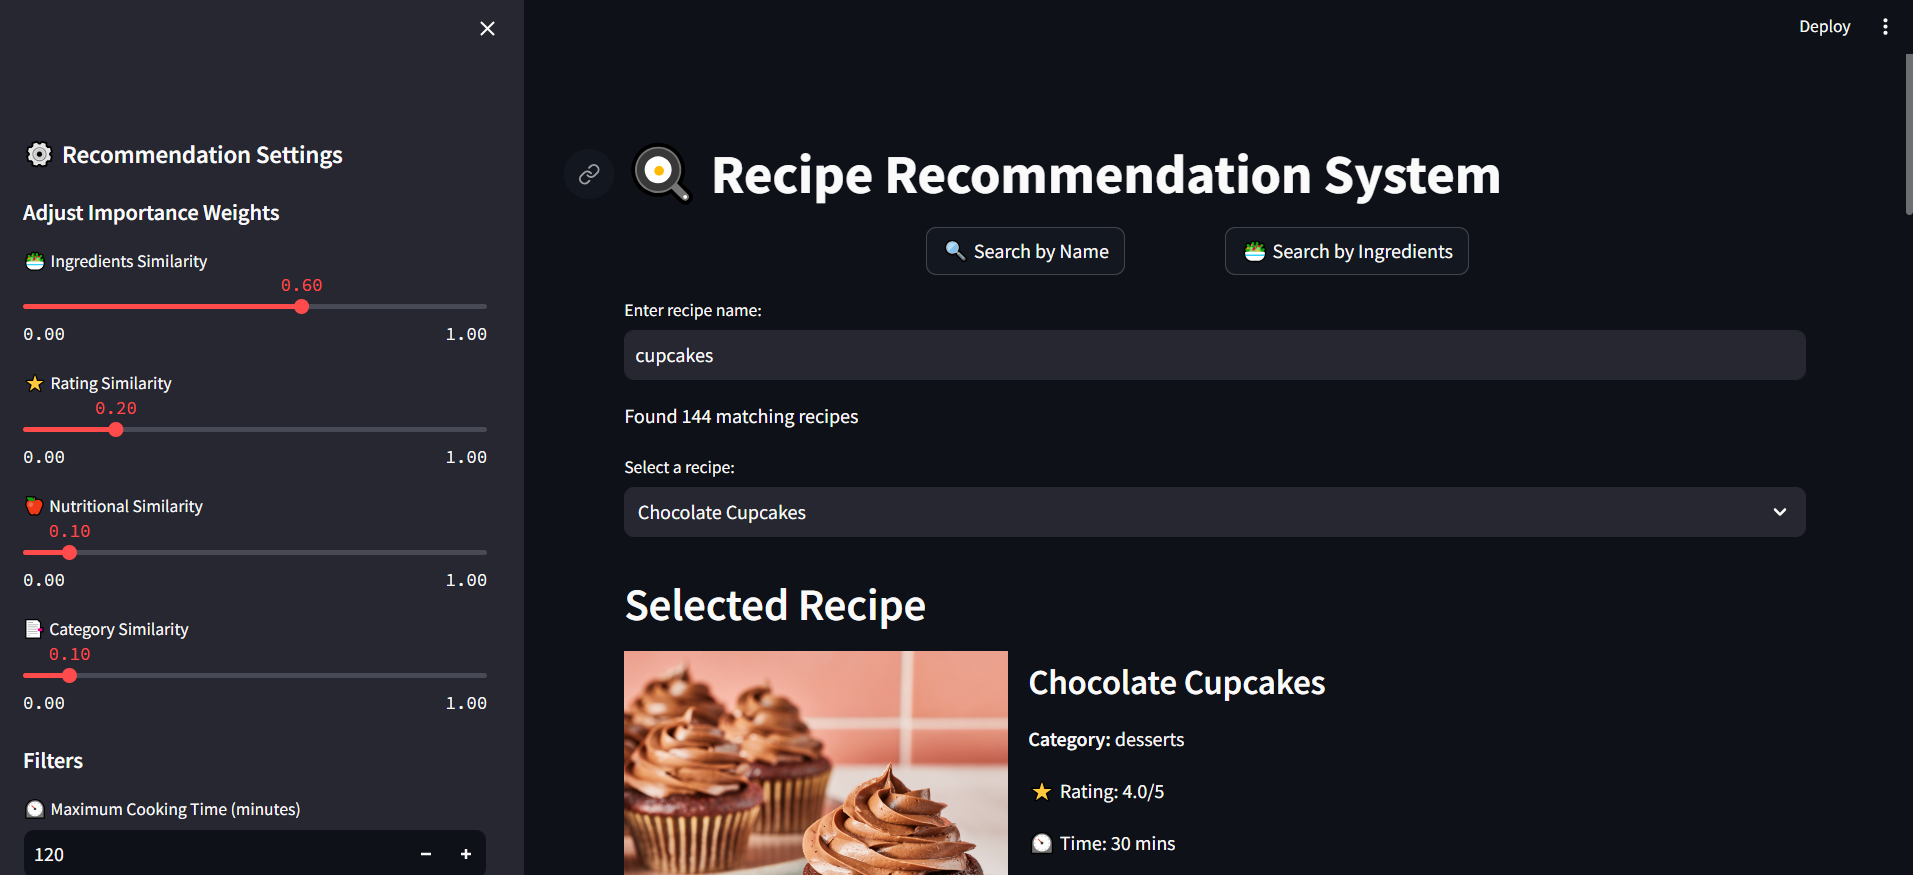 Deploy
Recommendation Settings
Adjust Importance Weights
Ingredients Similarity
0.60
0.00 1.00
Rating Similarity
0.20
0.00 1.00
Nutritional Similarity
0.10
0.00 1.00
Category Similarity
0.10
0.00 1.00
Filters
Maximum Cooking Time (minutes)
120
Recipe Recommendation System
Search by Name Search by Ingredients
Enter recipe name:
cupcakes
Found 144 matching recipes
Select a recipe:
Chocolate Cupcakes
Selected Recipe
Chocolate Cupcakes
Category: desserts
Rating: 4.0/5
Time: 30 mins